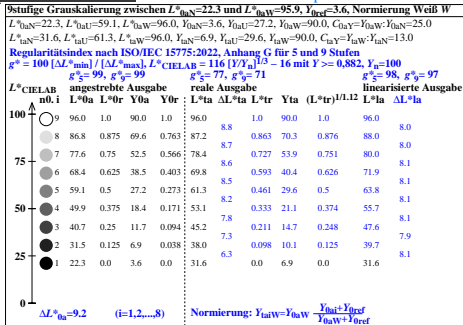 9stufige Grauskalierung zwischen L*0aN=22.3 und L*0aW=95.9, Y0ref=3.6, Normierung Weiß W
L*0aN=22.3, L*0aU=59.1, L*0aW=96.0, Y0aN=3.6, Y0aU=27.2, Y0aW=90.0, C0aY=Y0aW:Y0aN=25.0
L*taN=31.6, L*taU=61.3, L*taW=96.0, YtaN=6.9, YtaU=29.6, YtaW=90.0, CtaY=YtaW:YtaN=13.0
Regularitätsindex nach ISO/IEC 15775:2022, Anhang G für 5 und 9 Stufen
g* = 100 [ΔL*min] / [ΔL*max], L*CIELAB = 116 [Y/Yn]1/3 – 16 mit Y >= 0,882, Yn=100
g*5= 99, g*9= 99 g*5= 77, g*9= 71 g*5= 98, g*9= 97
L*CIELAB angestrebte Ausgabe reale Ausgabe linearisierte Ausgabe
n0. i L*0a L*0r Y0a Y0r L*ta ΔL*ta L*tr Yta (L*tr)1/1.12 L*la ΔL*la
100 9 96.0 1.0 90.0 1.0 96.0 1.0 90.0 1.0 96.0
8.8 8.0
8 86.8 0.875 69.6 0.763 87.2 0.863 70.3 0.876 88.0
8.7 8.0
75 7 77.6 0.75 52.5 0.566 78.4 0.727 53.9 0.751 80.0
8.6 8.1
6 68.4 0.625 38.5 0.403 69.8 0.593 40.4 0.626 71.9
8.5 8.1
50 5 59.1 0.5 27.2 0.273 61.3 0.461 29.6 0.5 63.8
8.2 8.1
4 49.9 0.375 18.4 0.171 53.1 0.333 21.1 0.374 55.7
7.8 8.1
3 40.7 0.25 11.7 0.094 45.2 0.211 14.7 0.248 47.6
7.3 7.9
25 2 31.5 0.125 6.9 0.038 38.0 0.098 10.1 0.125 39.7
6.3 8.1
1 22.3 0.0 3.6 0.0 31.6 0.0 6.9 0.0 31.6
0
ΔL*0a=9.2 (i=1,2,...,8) Normierung: YtaiW=Y0aW Y0ai+Y0ref
Y0aW+Y0ref